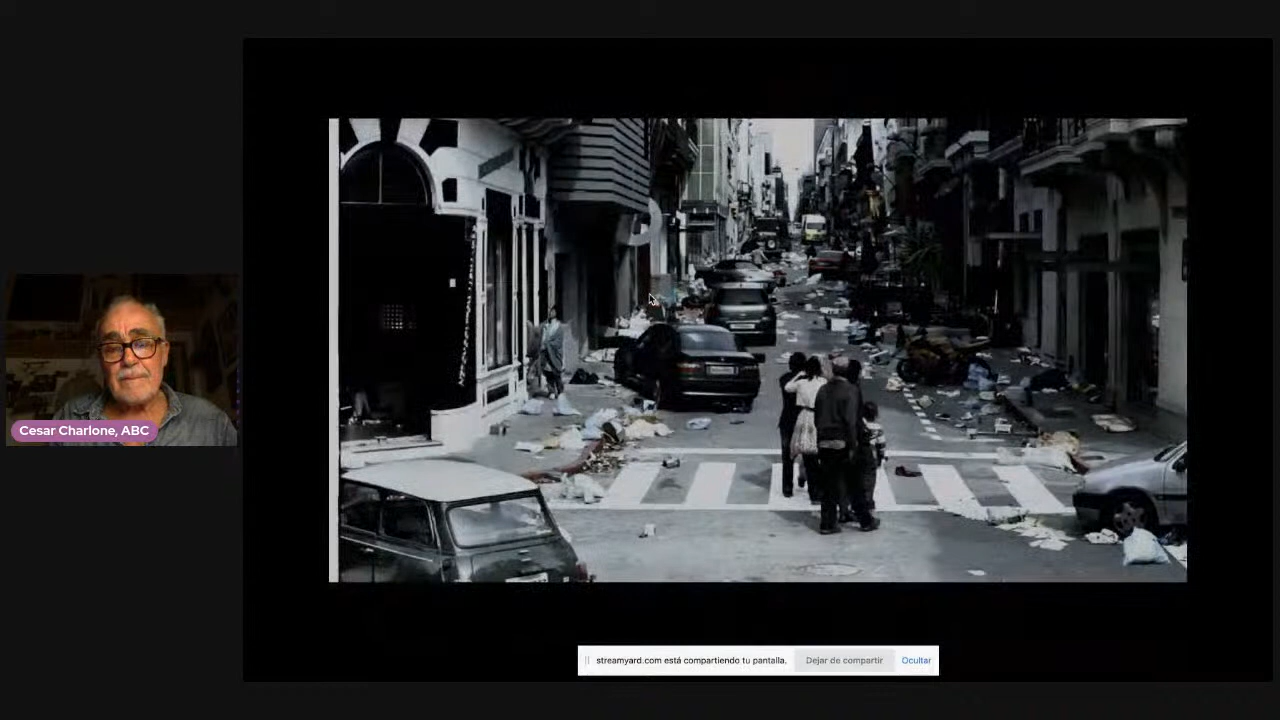 Cesar Charlone, ABC
streamyard.com está compartiendo tu pantalla. Dejar de compartir Ocultar